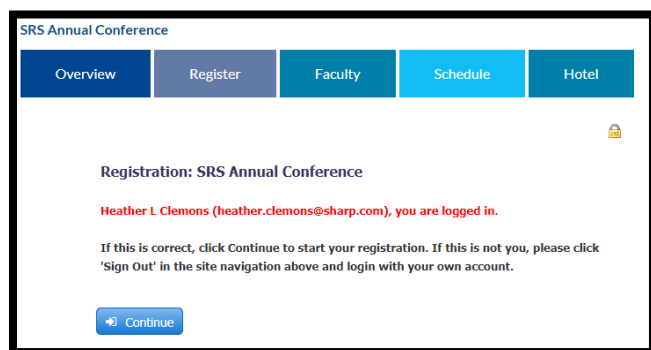 SRS Annual Conference
Overview Register Faculty Schedule Hotel
Registration: SRS Annual Conference
Heather L Clemons (heather.clemons@sharp.com), you are logged in.
If this is correct, click Continue to start your registration. If this is not you, please click
'Sign Out' in the site navigation above and login with your own account.
Continue